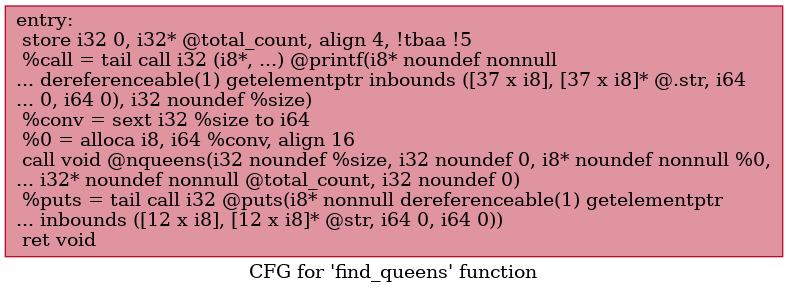 entry:
store i32 0, i32* @total_count, align 4, !tbaa !5
%call = tail call i32 (i8*, ...) @printf(i8* noundef nonnull
... dereferenceable(1) getelementptr inbounds ([37 x i8], [37 x i8]* @.str, i64
... 0, i64 0), i32 noundef %size)
%conv = sext i32 %size to i64
%0 = alloca i8, i64 %conv, align 16
call void @nqueens(i32 noundef %size, i32 noundef 0, i8* noundef nonnull %0,
... i32* noundef nonnull @total_count, i32 noundef 0)
%puts = tail call i32 @puts(i8* nonnull dereferenceable(1) getelementptr
... inbounds ([12 x i8], [12 x i8]* @str, i64 0, i64 0))
ret void
CFG for 'find_queens' function